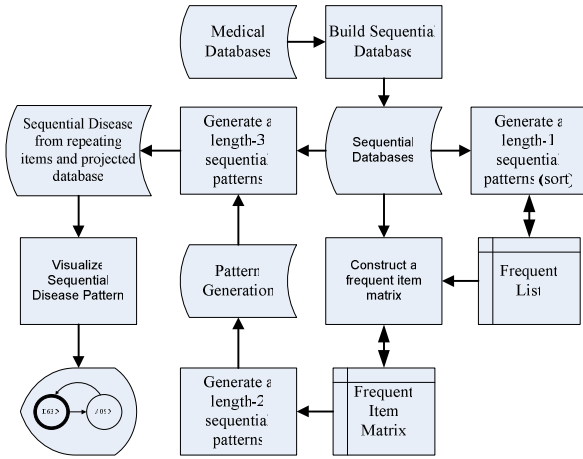 Medical
Databases
Build Sequential
Database
Sequential Disease
from repeating
items and projected
database
Generate a
length-3
sequential
patterns
Sequential
Databases
Generate a
length-1
sequential
patterns (sort)
Visualize
Sequential
Disease Pattern
Pattern
Generation
Construct a
frequent item
matrix
Frequent
List
Generate a
length-2
sequential
patterns
Frequent
Item
Matrix